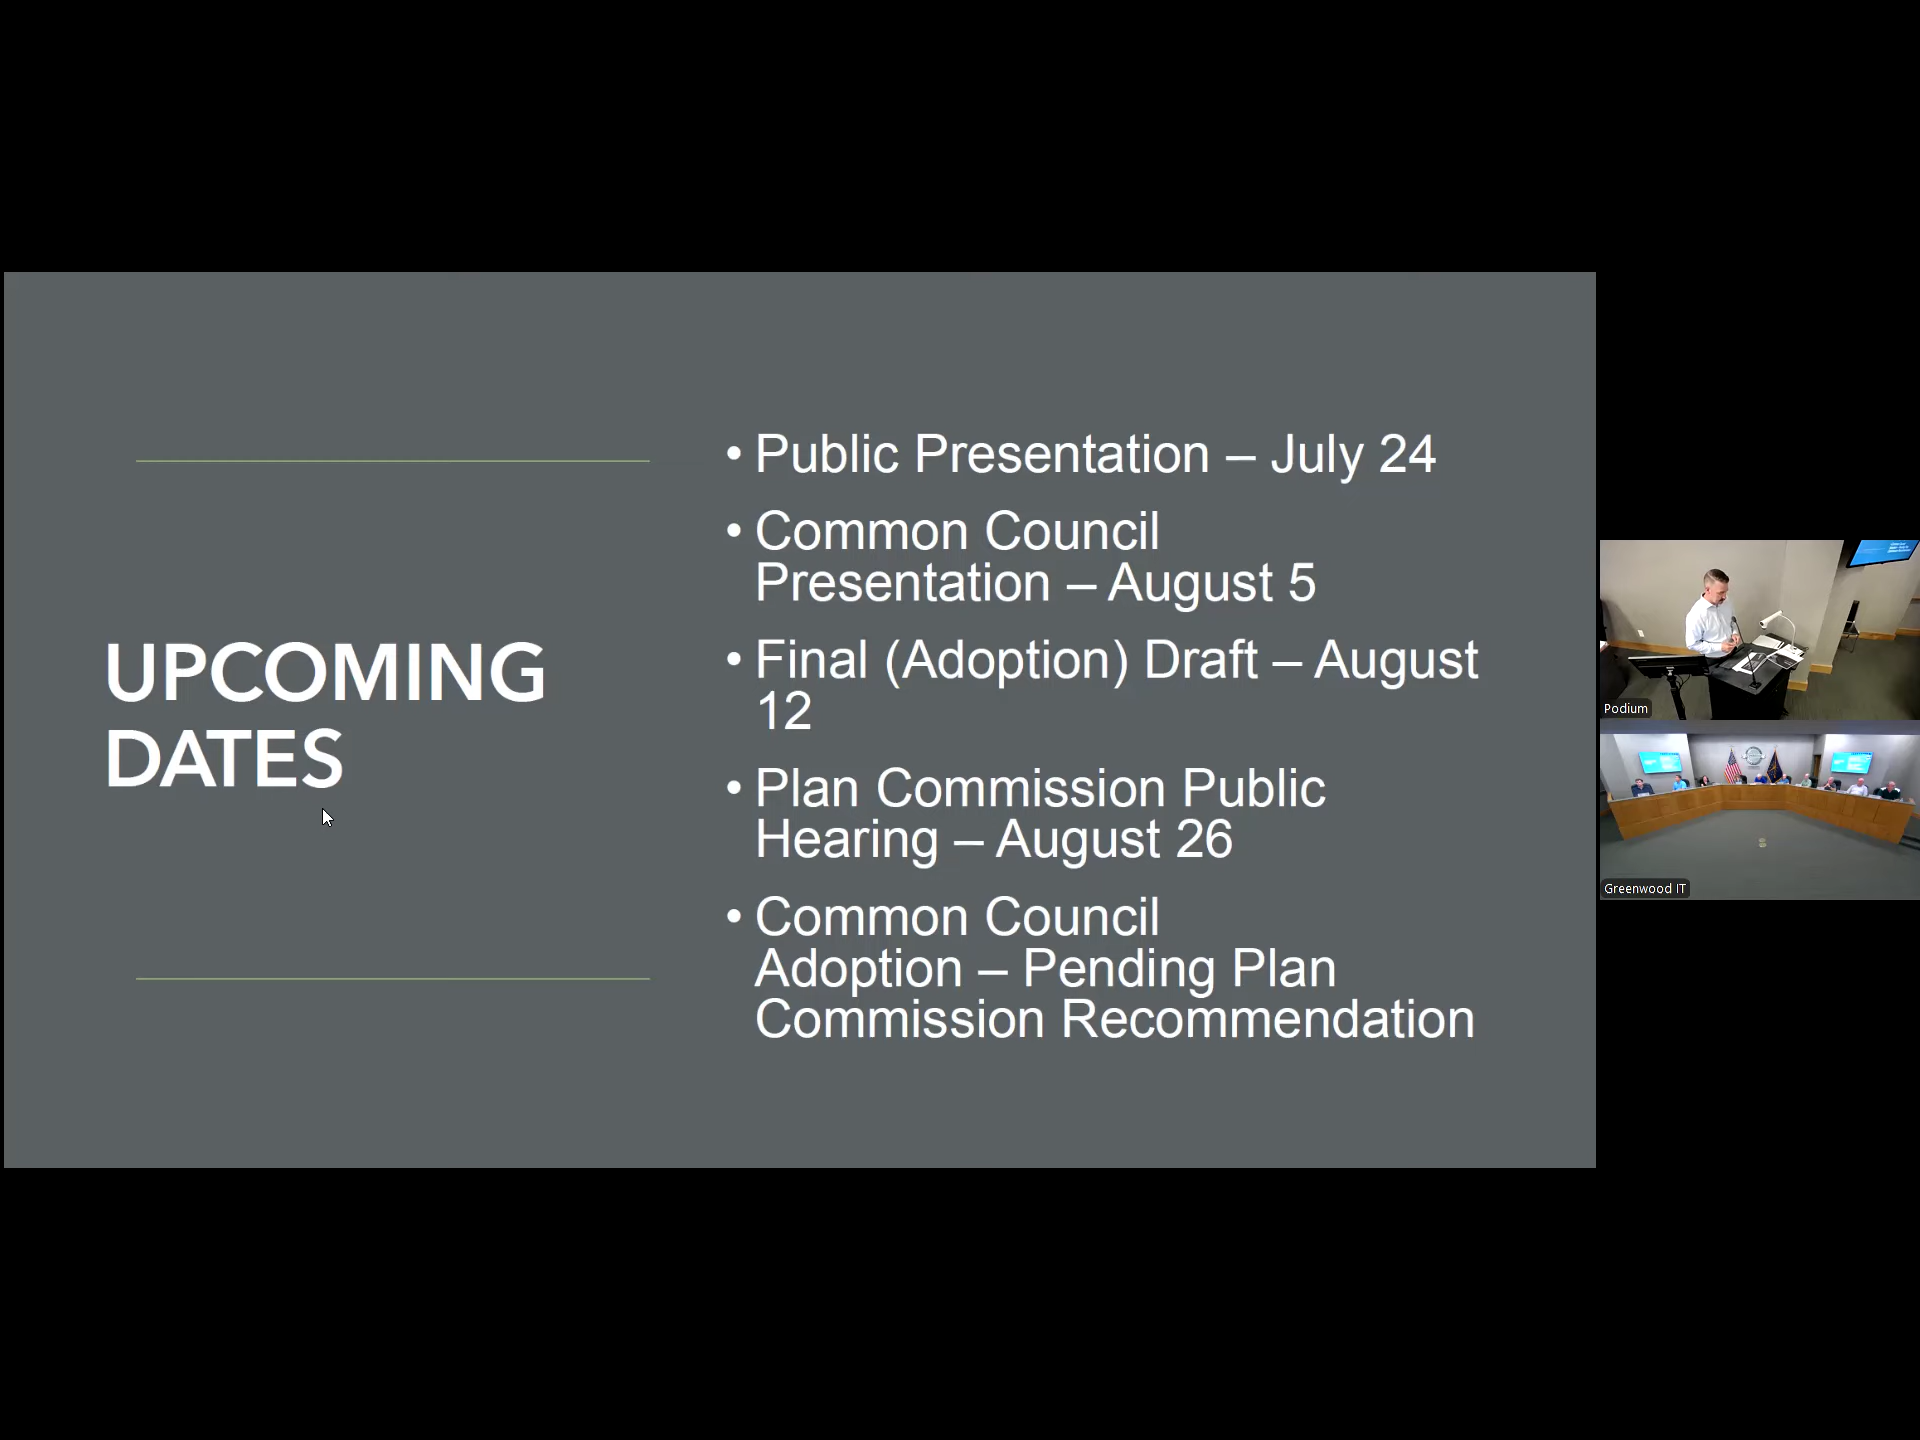 UPCOMING
DATES
• Public Presentation – July 24
• Common Council
Presentation – August 5
• Final (Adoption) Draft – August
12
• Plan Commission Public
Hearing – August 26
• Common Council
Adoption – Pending Plan
Commission Recommendation
Podium
Greenwood IT